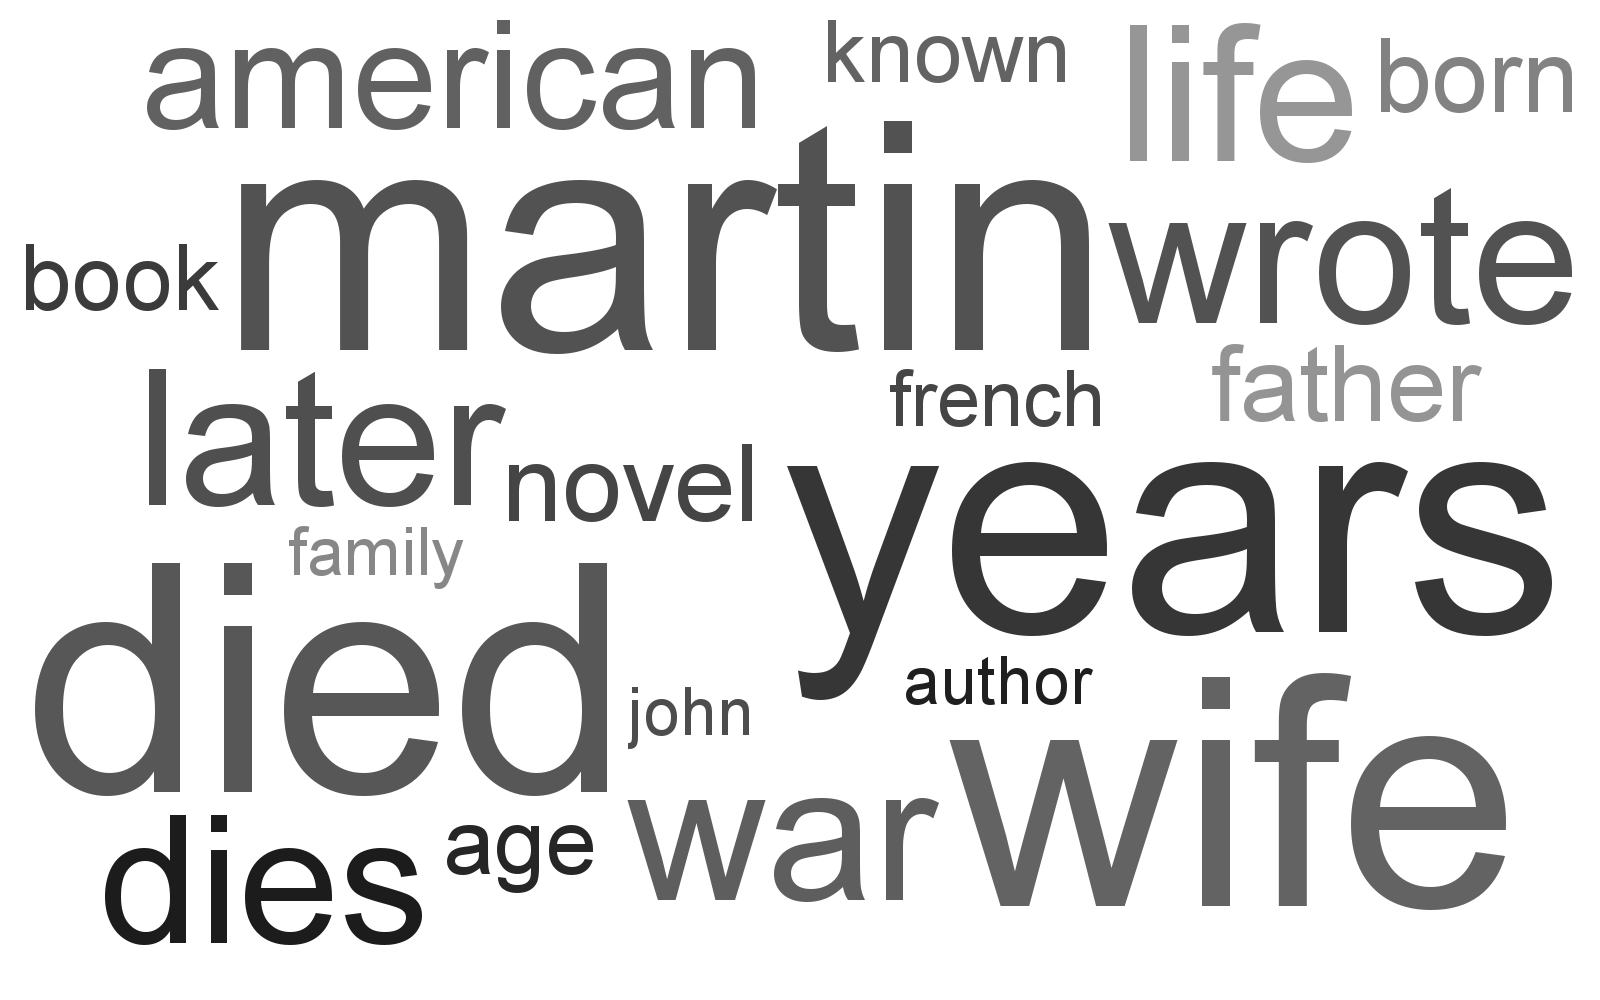 american known life born
martin wrote
book
later french father
novel years
family
died
john author
wife
dies age war